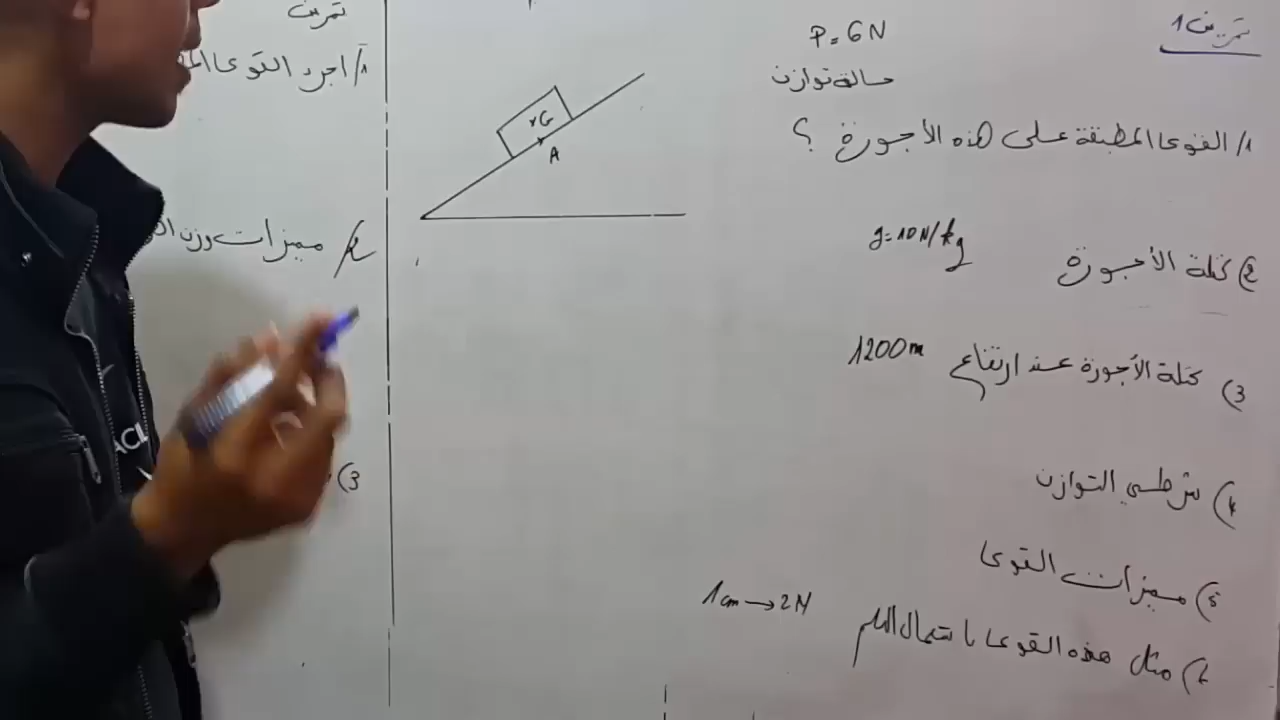 تمرين 1
P = 6N
حالة توازن
1/ القوى المطبقة على هذه الأجورة ؟
2) كتلة الأجورة
g = 10 N/kg
3) كتلة الأجورة عند ارتفاع 1200m
4) شرطي التوازن
5) مميزات القوى
6) مثل هذه القوى باستعمال السلم
1cm → 2N
G
A
تمرين
1/ اجرد القوى
2/ مميزات وزن
3)
ACL